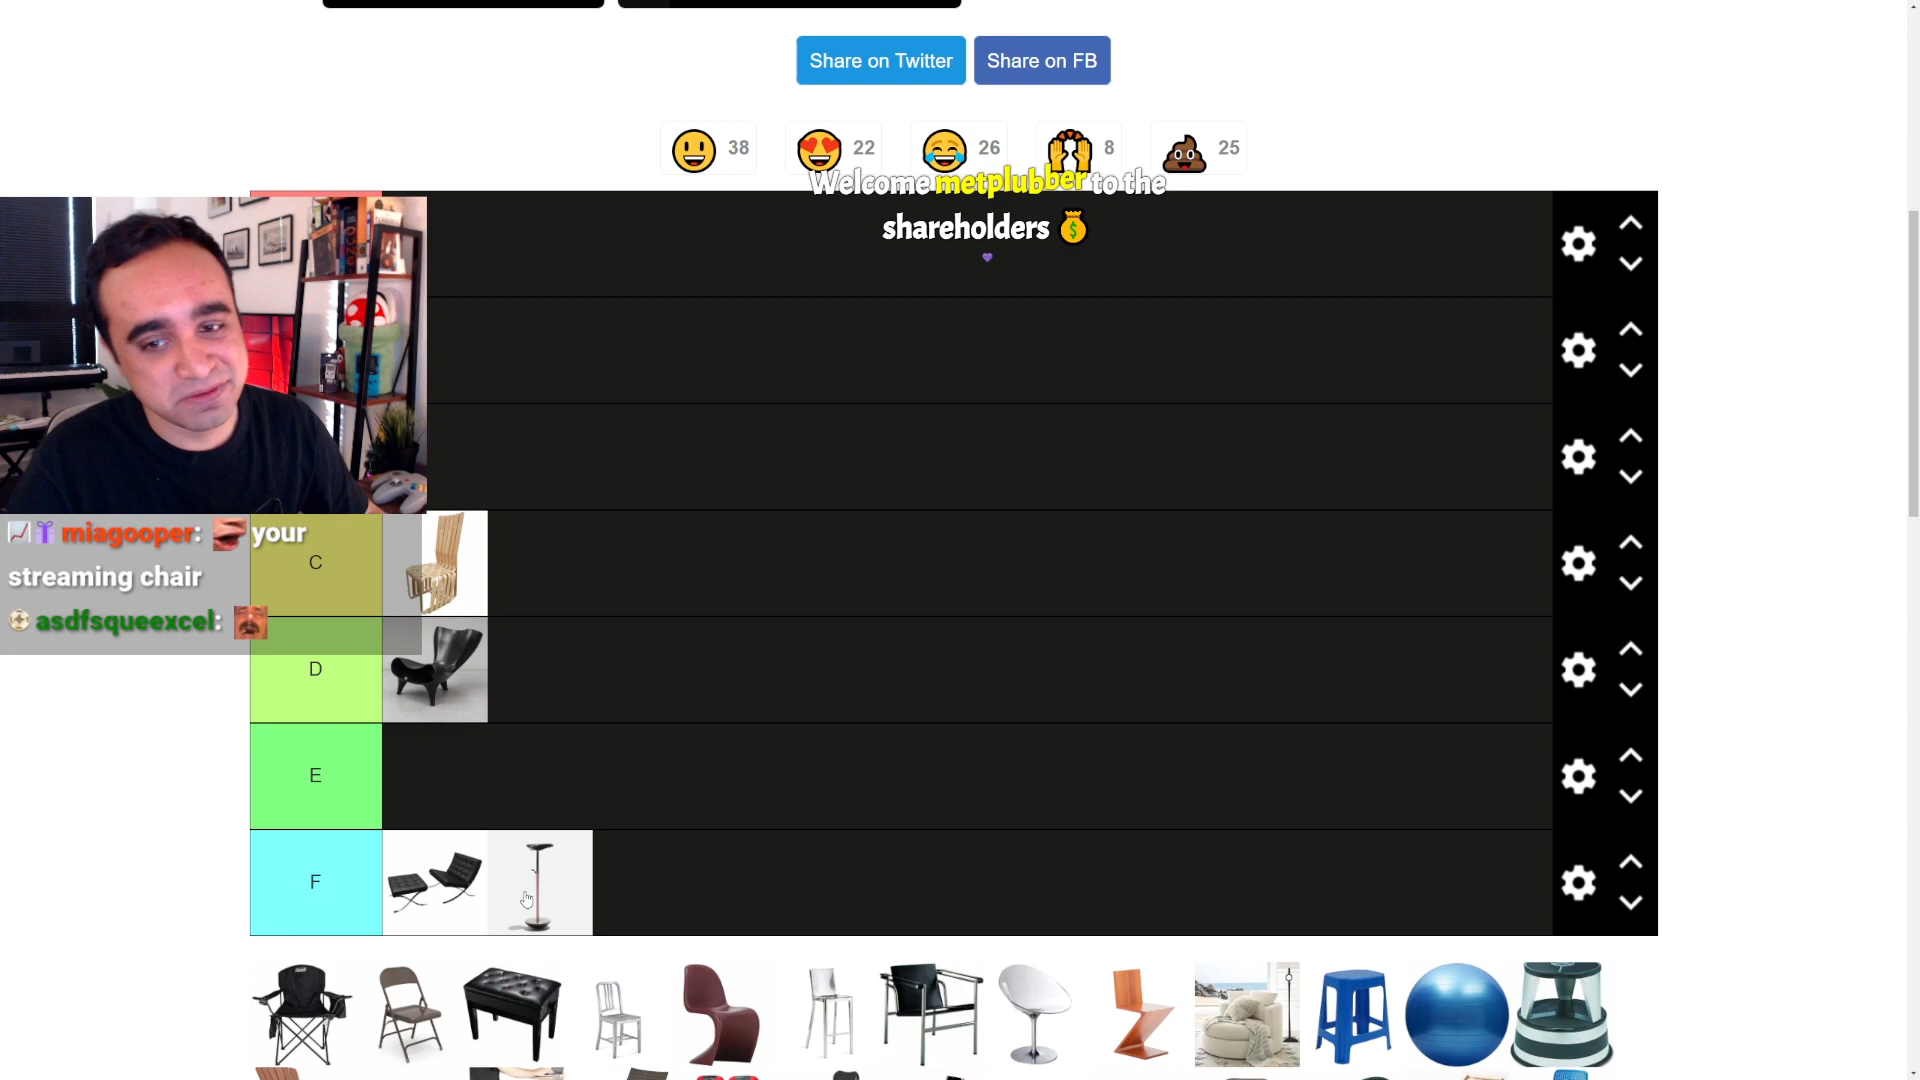 Share on Twitter
Share on FB
38
22
26
8
25
Welcome metplubber to the
shareholders
miagooper: your
streaming chair
asdfsqueexcel:
C
D
E
F